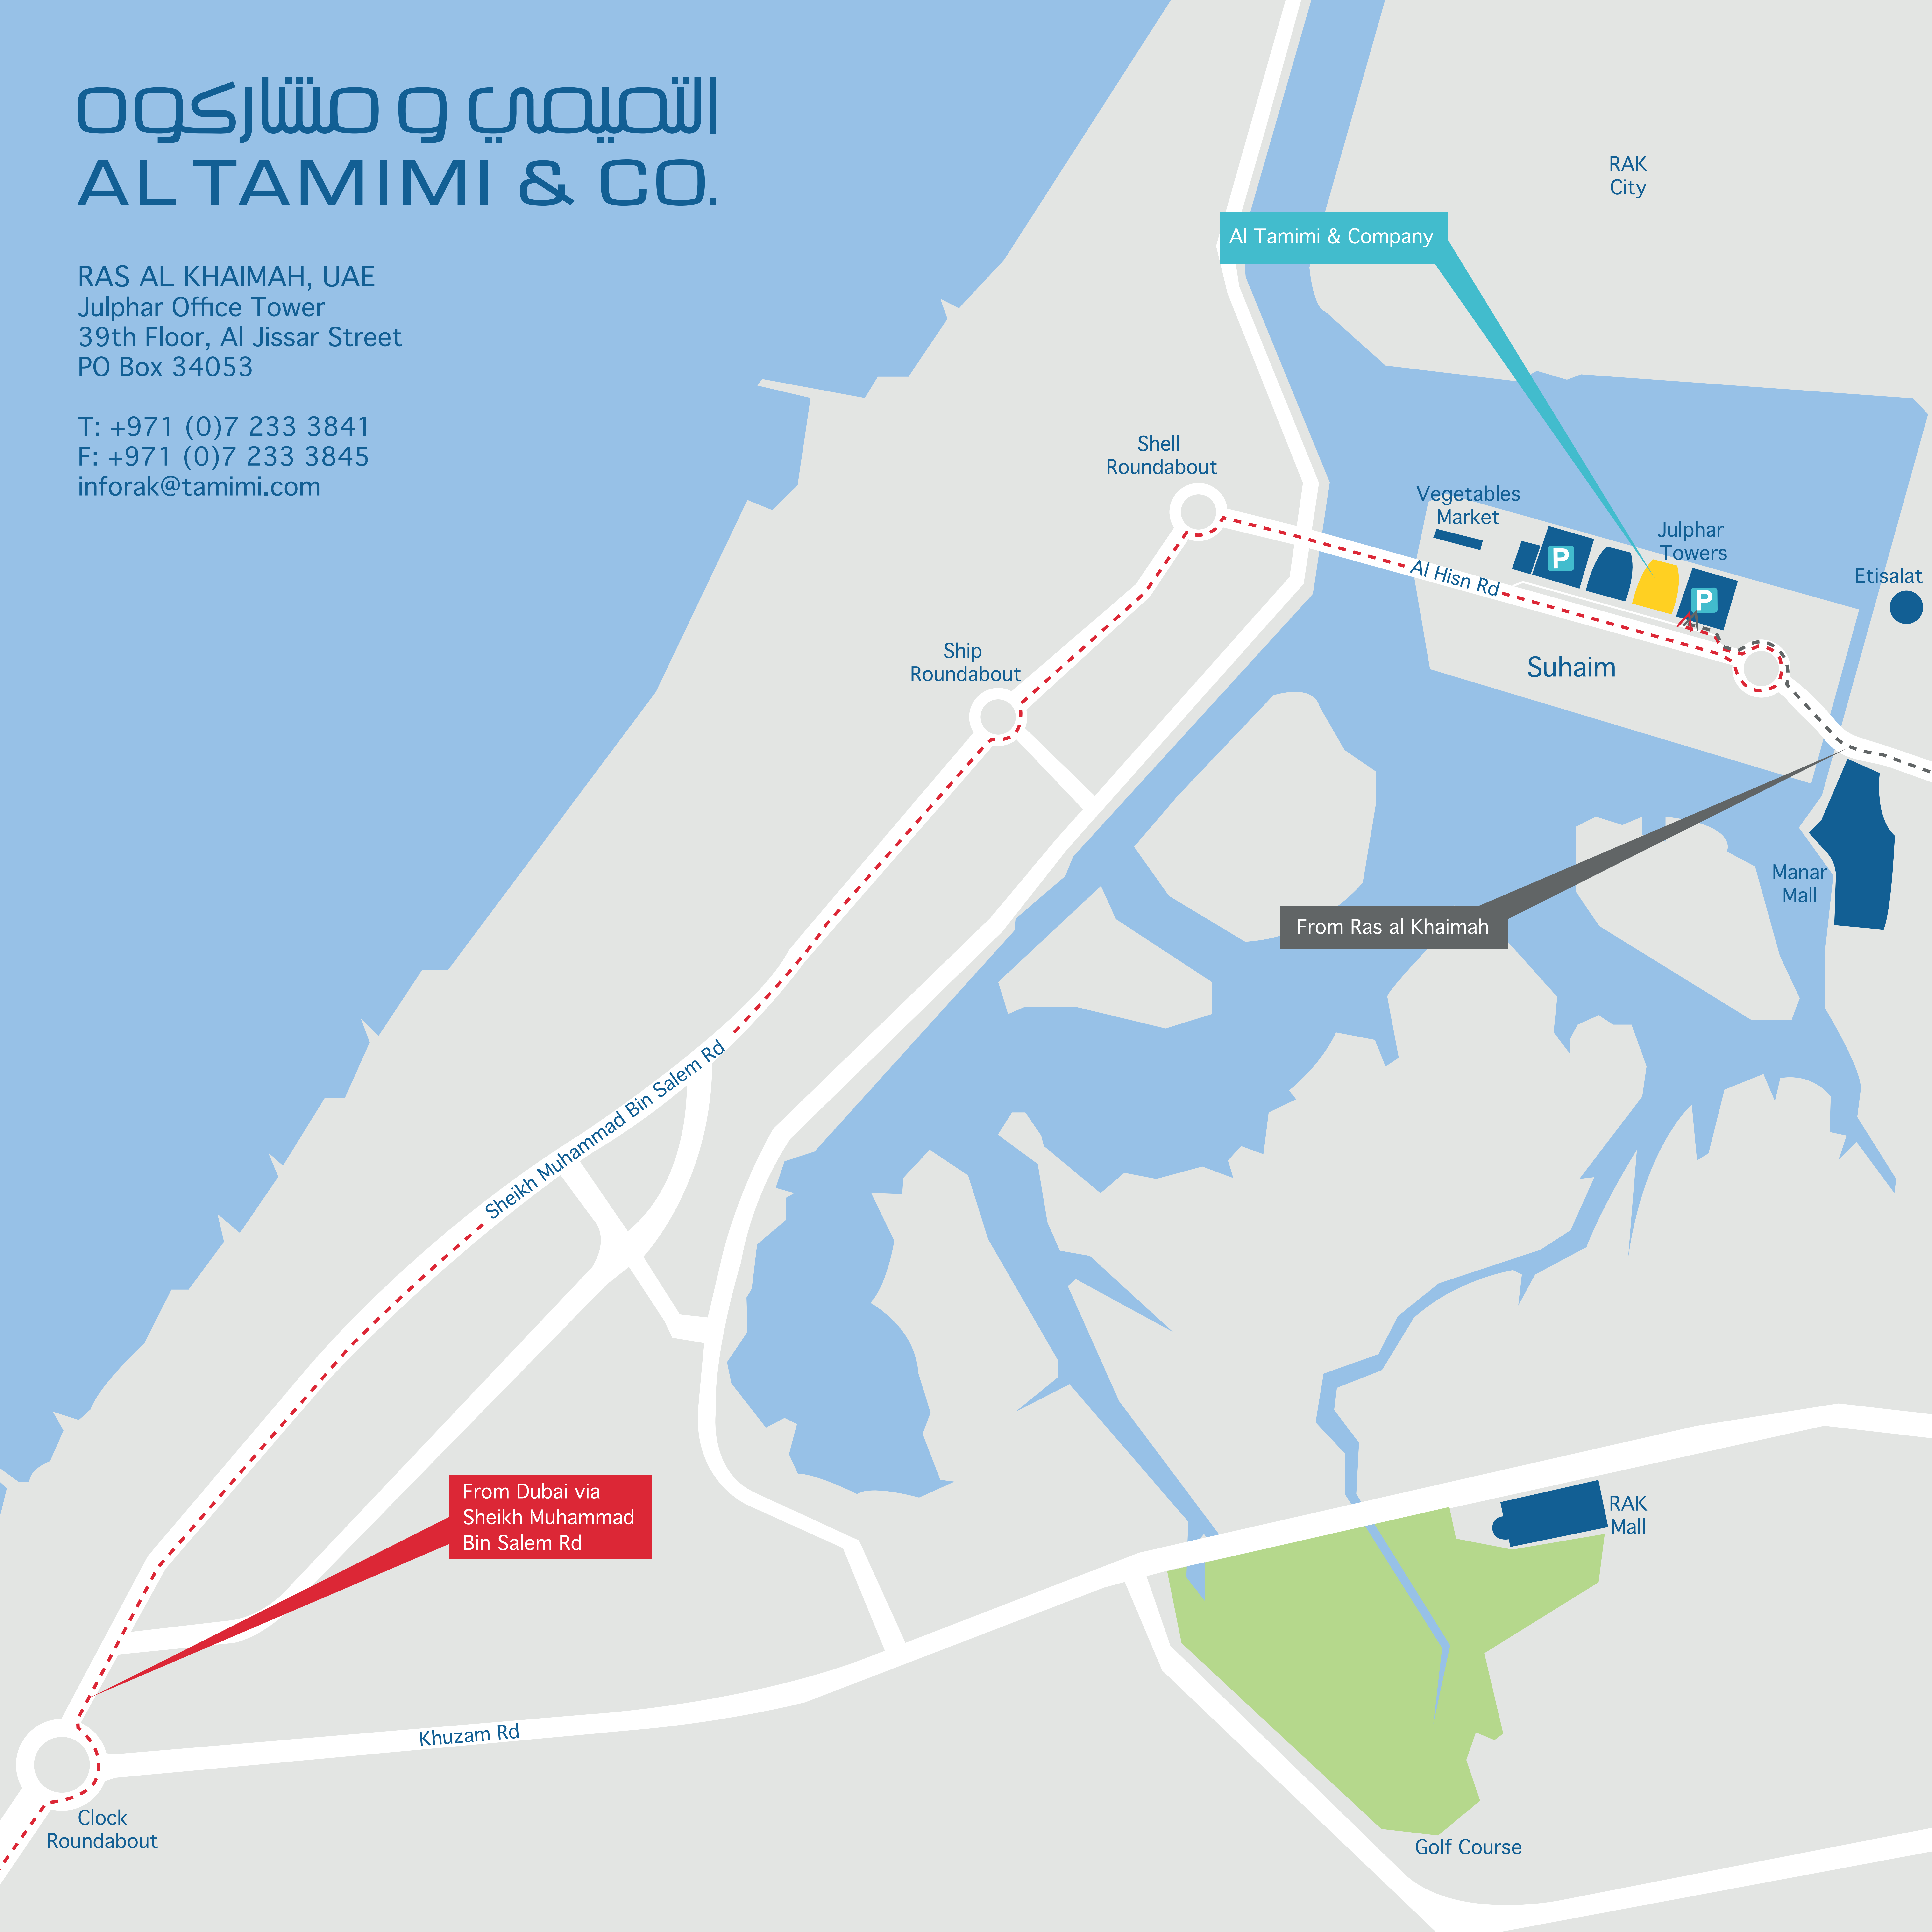 التميمي و مشاركوه
AL TAMIMI & CO.
RAS AL KHAIMAH, UAE
Julphar Office Tower
39th Floor, Al Jissar Street
PO Box 34053
T: +971 (0)7 233 3841
F: +971 (0)7 233 3845
inforak@tamimi.com
RAK
City
Al Tamimi & Company
Shell
Roundabout
Vegetables
Market
P
Julphar
Towers
P
Etisalat
Al Hisn Rd
Ship
Roundabout
Suhaim
Manar
Mall
From Ras al Khaimah
Sheikh Muhammad Bin Salem Rd
From Dubai via
Sheikh Muhammad
Bin Salem Rd
RAK
Mall
Khuzam Rd
Clock
Roundabout
Golf Course